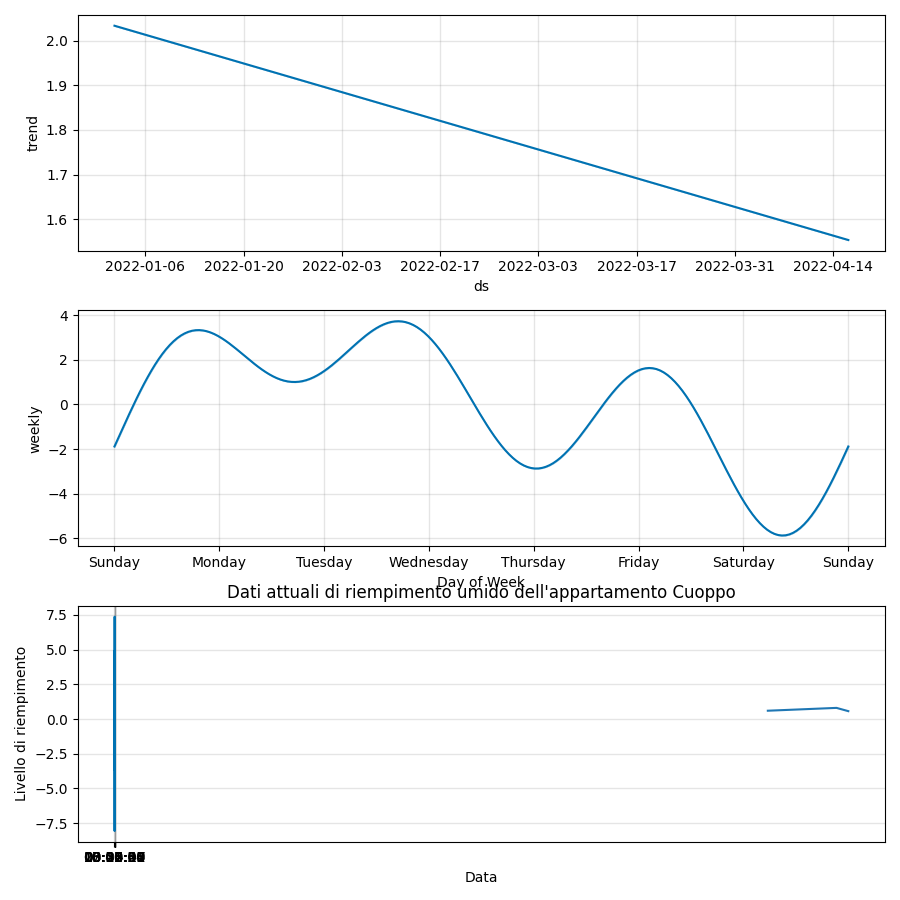 2.0
1.9
1.8
1.7
1.6
trend
2022-01-06 2022-01-20 2022-02-03 2022-02-17 2022-03-03 2022-03-17 2022-03-31 2022-04-14
ds
4
2
0
−2
−4
−6
weekly
Sunday Monday Tuesday Wednesday Thursday Friday Saturday Sunday
Day of Week
Dati attuali di riempimento umido dell'appartamento Cuoppo
7.5
5.0
2.5
0.0
−2.5
−5.0
−7.5
Livello di riempimento
Data